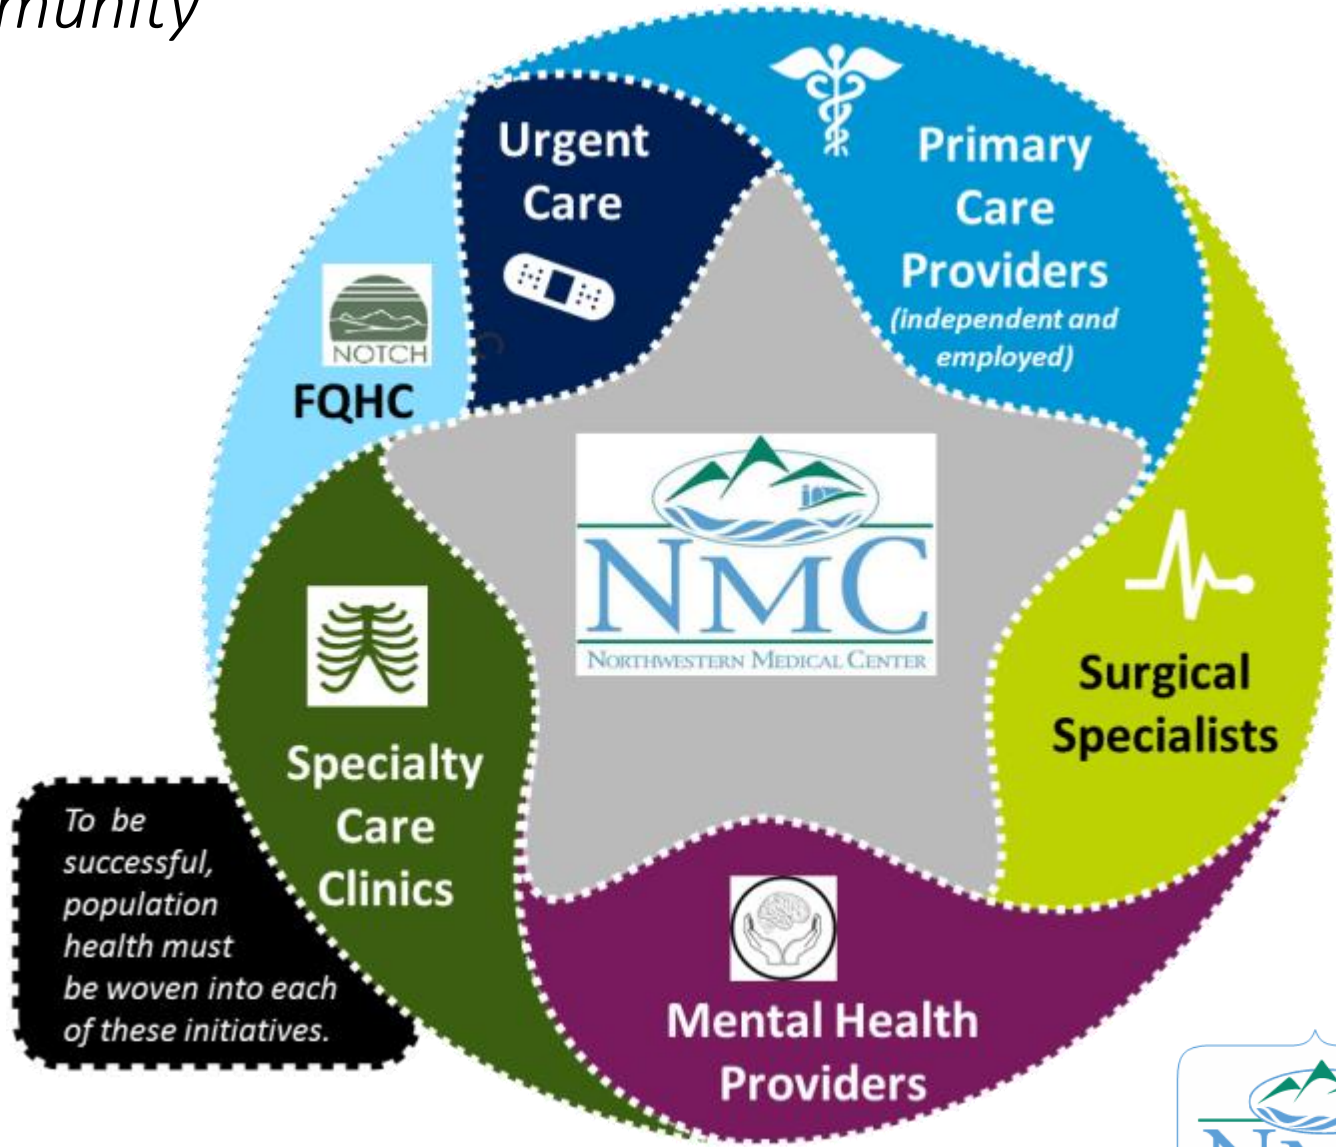 munity
Urgent
Care
Primary
Care
Providers
(independent and
employed)
NOTCH
FQHC
NMC
NORTHWESTERN MEDICAL CENTER
Surgical
Specialists
Specialty
Care
Clinics
To be
successful,
population
health must
be woven into each
of these initiatives.
Mental Health
Providers